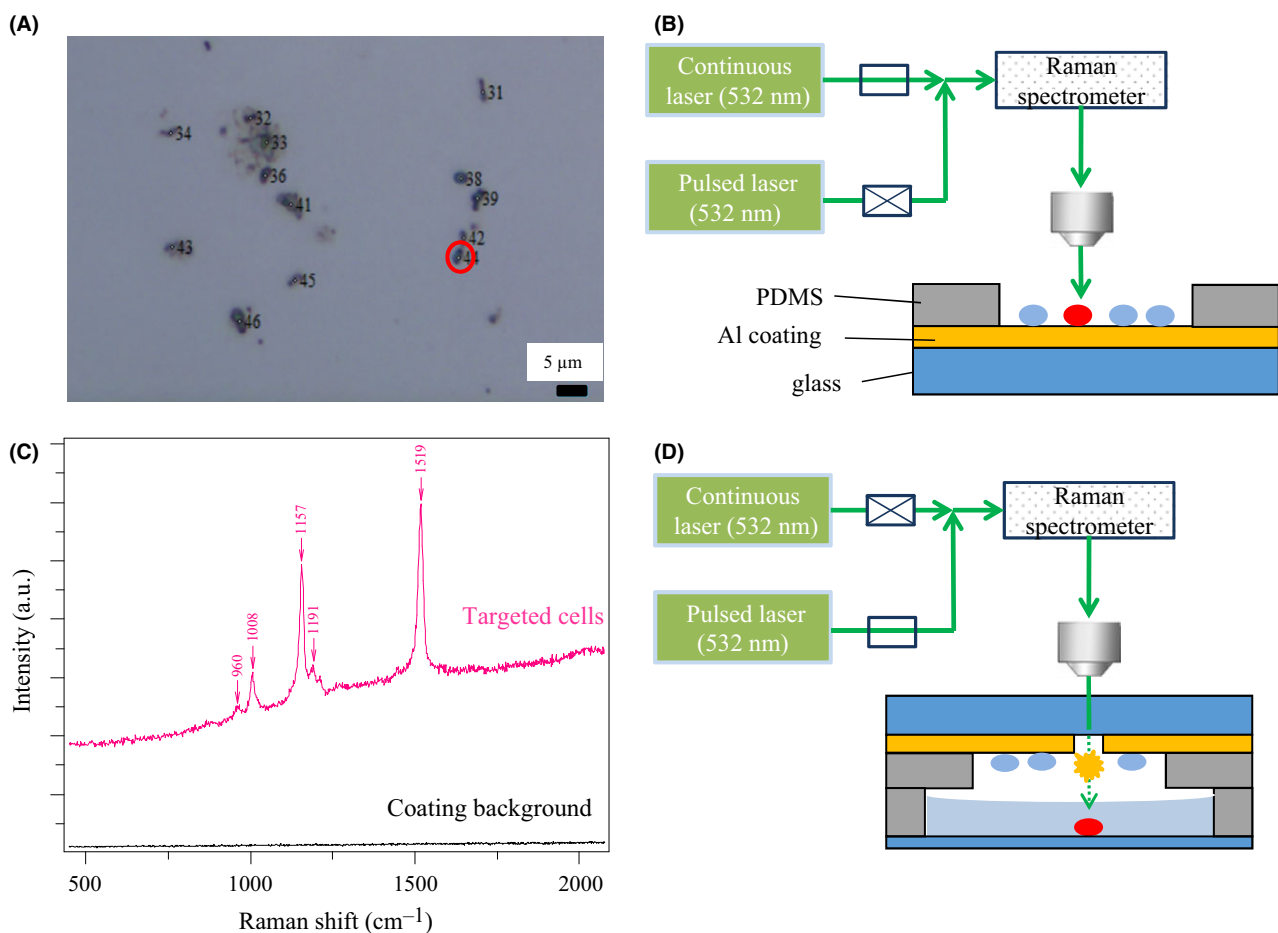 (A)
31
32
34
33
36
38
39
41
42
43
44
45
46
5 µm
(B)
Continuous
laser (532 nm)
Raman
spectrometer
Pulsed laser
(532 nm)
PDMS
Al coating
glass
(C)
Intensity (a.u.)
960
1008
1157
1191
1519
Targeted cells
Coating background
500
1000
1500
2000
Raman shift (cm⁻¹)
(D)
Continuous
laser (532 nm)
Raman
spectrometer
Pulsed laser
(532 nm)